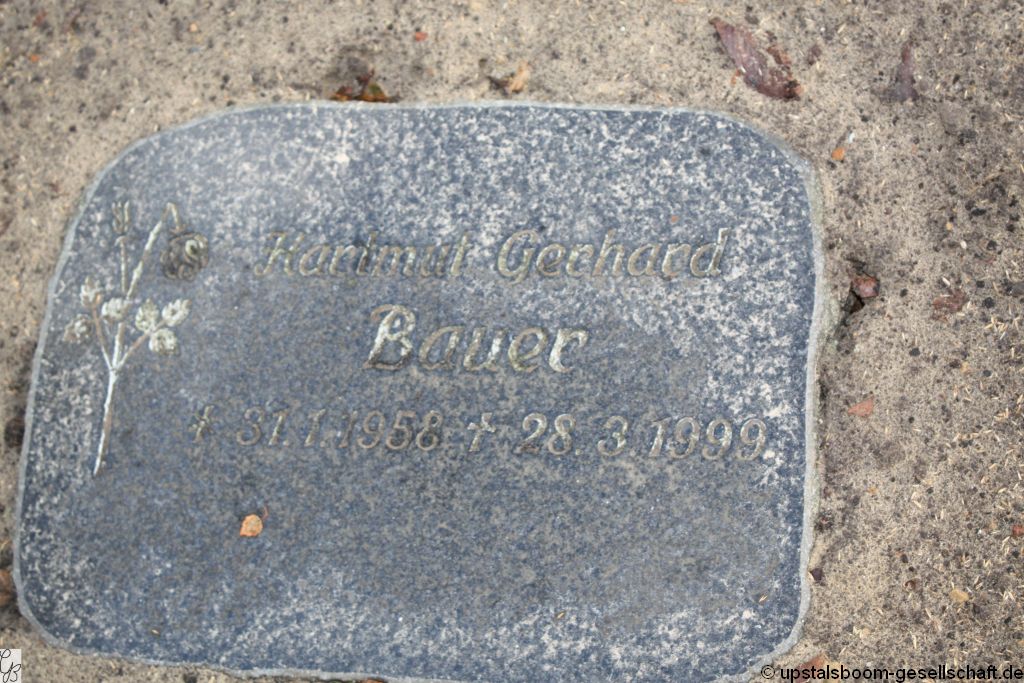 Hartmut Gerhard
Bauer
* 31.1.1958 † 28.3.1999
© upstalsboom-gesellschaft.de